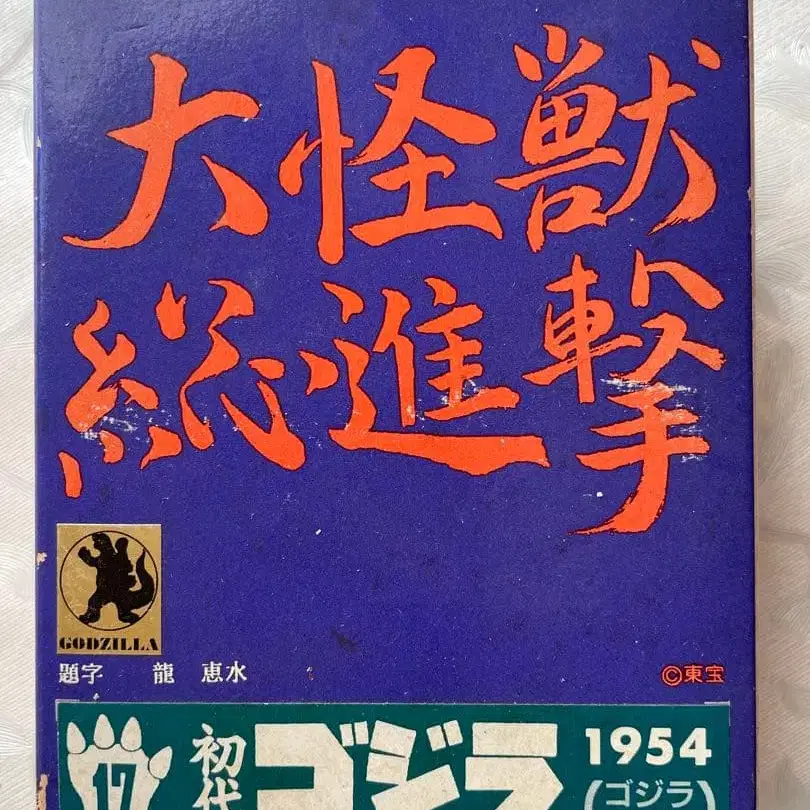 大怪獣
総進撃
GODZILLA
題字 龍 恵水
©東宝
17
初代
ゴジラ
1954
(ゴジラ)